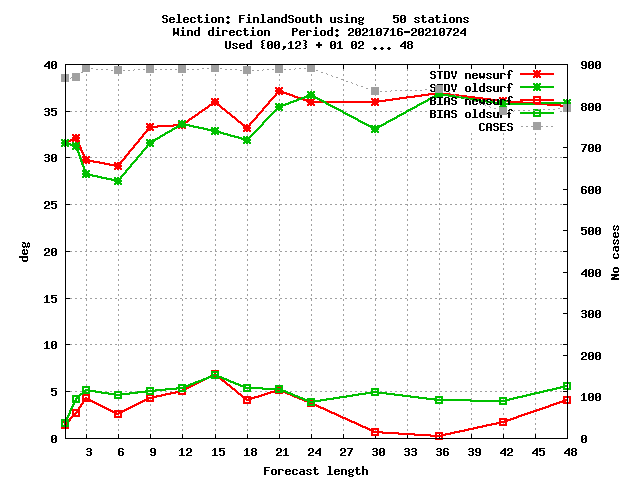 Selection: FinlandSouth using    50 stations
Wind direction   Period: 20210716-20210724
Used {00,12} + 01 02 ... 48
40
35
30
25
20
15
10
5
0
900
800
700
600
500
400
300
200
100
0
STDV newsurf
STDV oldsurf
BIAS newsurf
BIAS oldsurf
CASES
deg
No cases
3 6 9 12 15 18 21 24 27 30 33 36 39 42 45 48
Forecast length